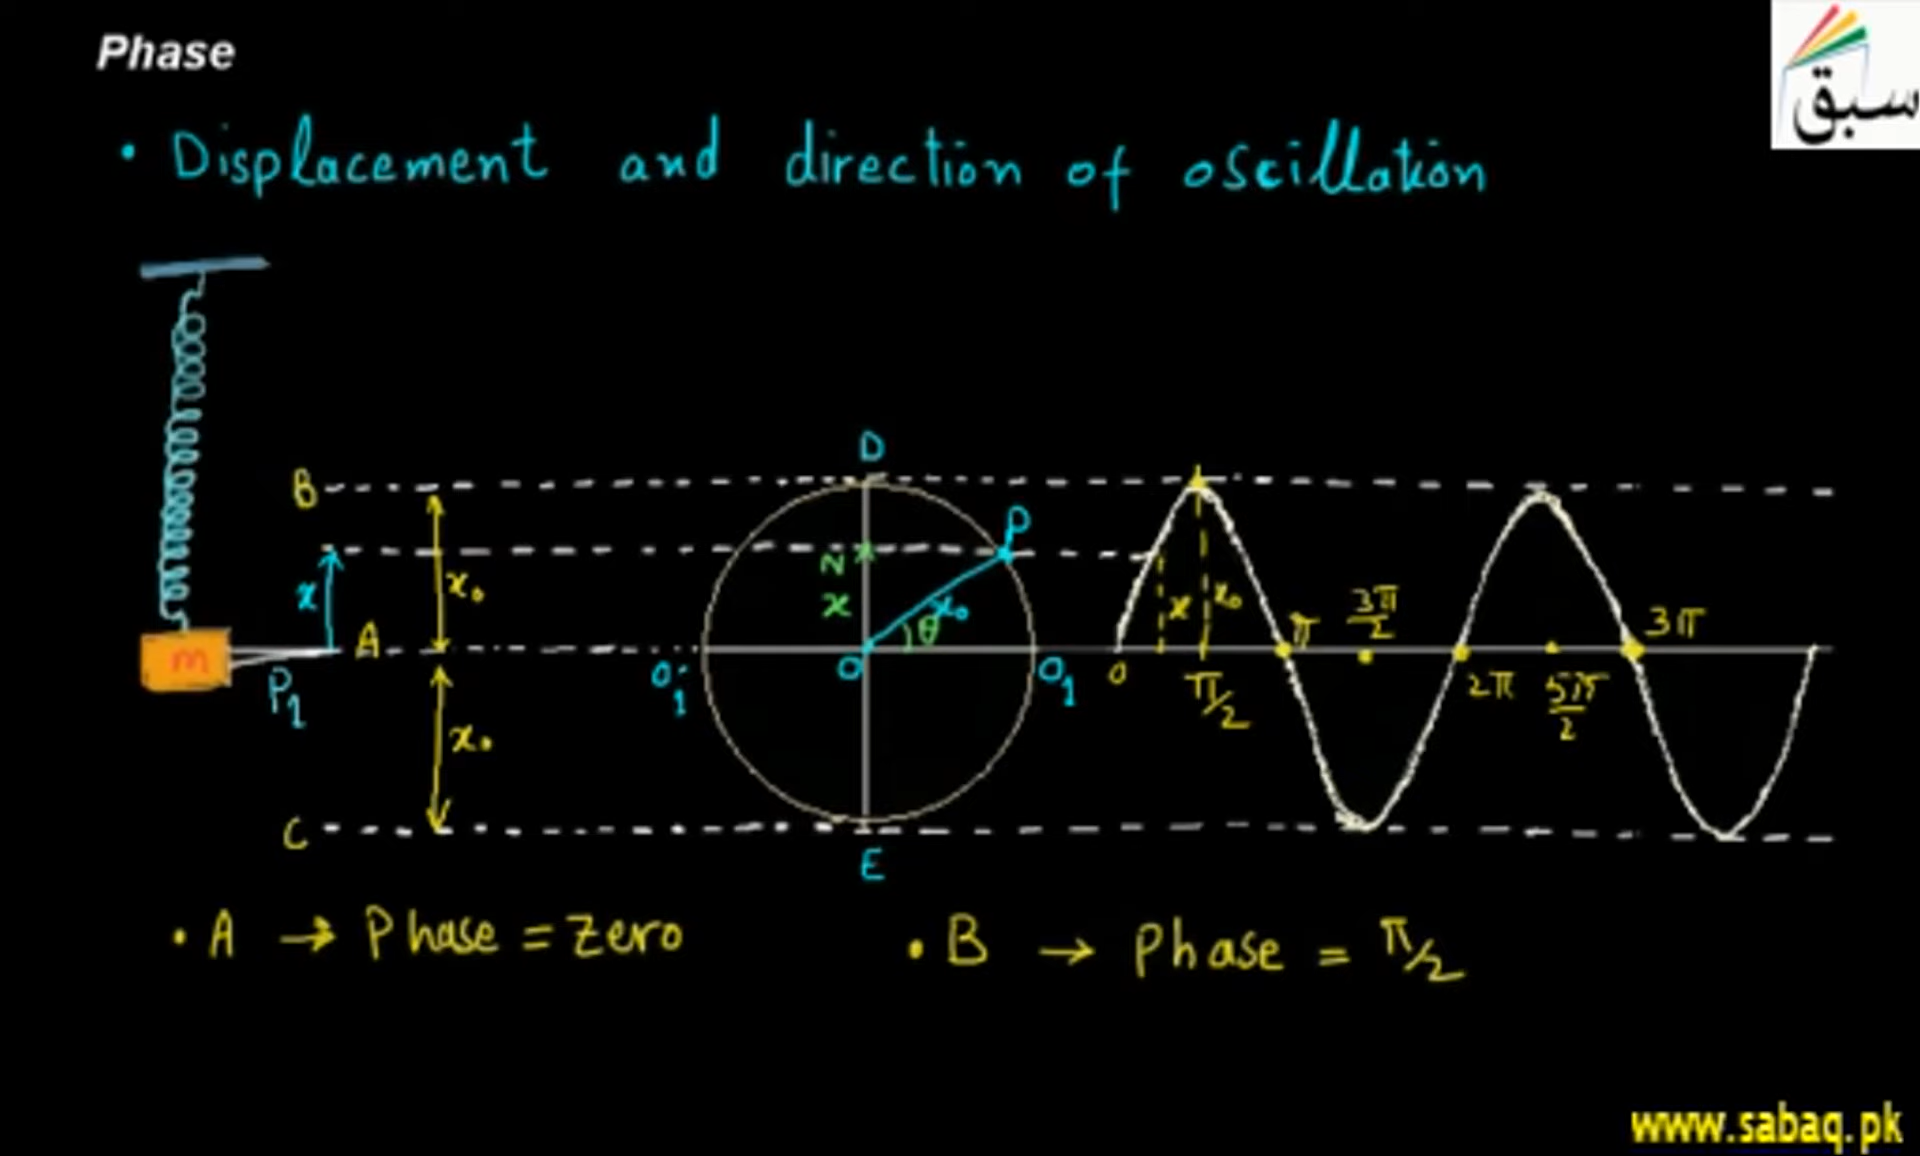 Phase
سبق
• Displacement and direction of oscillation
D
B
P
N
x
x₀
x
x₀
θ
x
x₀
π
3π/2
3π
m
A
P₁
O₁'
O
O₁
0
π/2
2π
5π/2
x₀
C
E
• A → Phase = Zero
• B → Phase = π/2
www.sabaq.pk